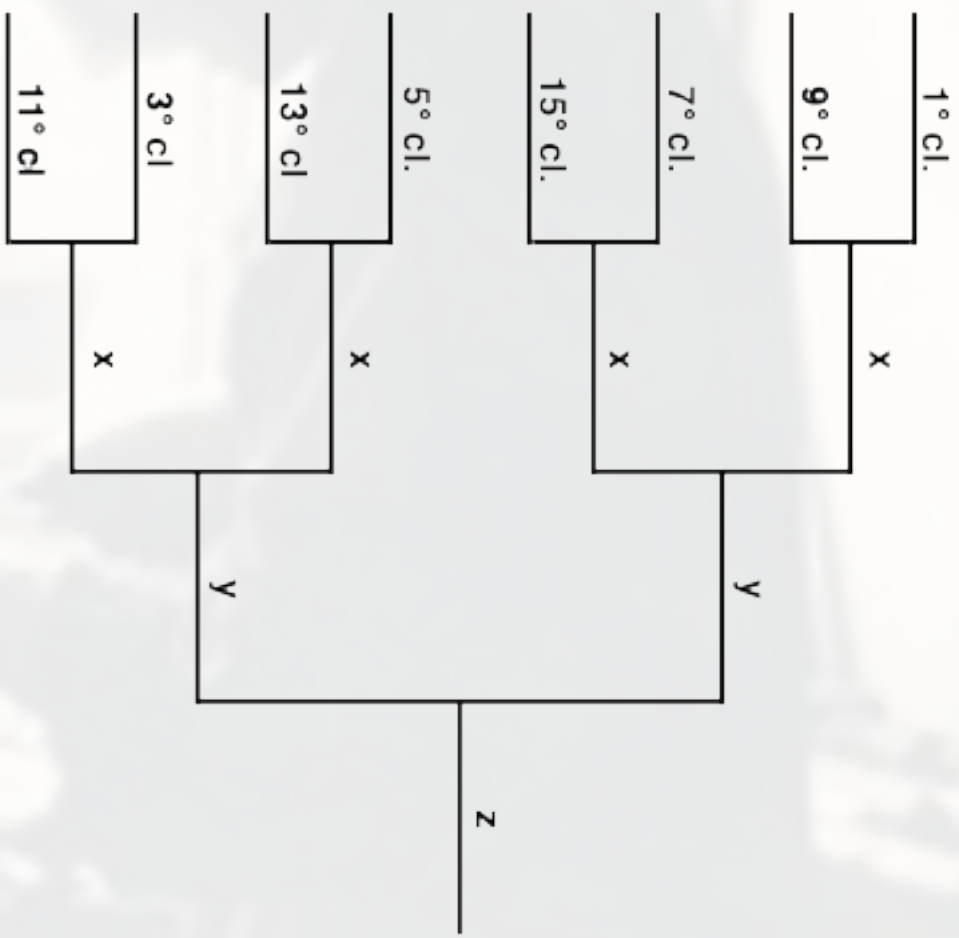 1° cl.
x
9° cl.
y
7° cl.
x
15° cl.
z
5° cl.
x
13° cl
y
3° cl
x
11° cl